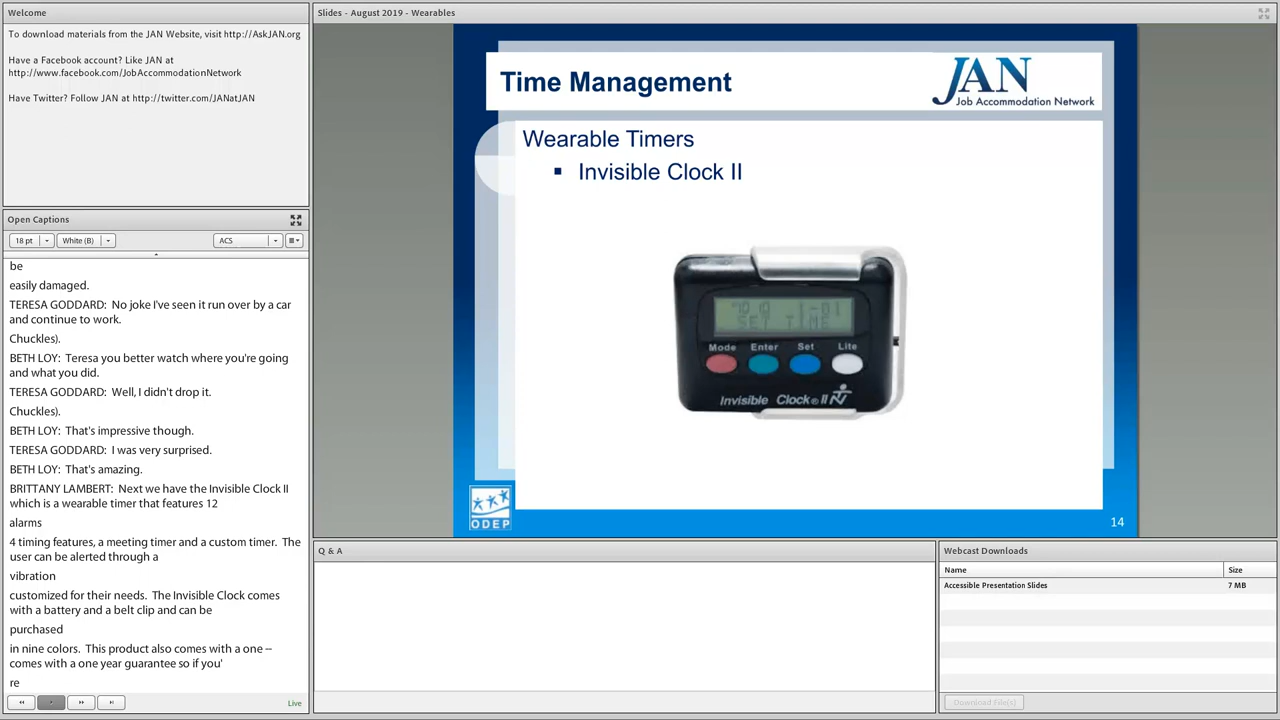 Welcome
To download materials from the JAN Website, visit http://AskJAN.org
Have a Facebook account? Like JAN at
http://www.facebook.com/JobAccommodationNetwork
Have Twitter? Follow JAN at http://twitter.com/JANatJAN
Open Captions
18 pt
White (B)
ACS
be
easily damaged.
TERESA GODDARD: No joke I've seen it run over by a car
and continue to work.
Chuckles).
BETH LOY: Teresa you better watch where you're going
and what you did.
TERESA GODDARD: Well, I didn't drop it.
Chuckles).
BETH LOY: That's impressive though.
TERESA GODDARD: I was very surprised.
BETH LOY: That's amazing.
BRITTANY LAMBERT: Next we have the Invisible Clock II
which is a wearable timer that features 12
alarms
4 timing features, a meeting timer and a custom timer. The
user can be alerted through a
vibration
customized for their needs. The Invisible Clock comes
with a battery and a belt clip and can be
purchased
in nine colors. This product also comes with a one --
comes with a one year guarantee so if you'
re
Live
Slides - August 2019 - Wearables
Time Management
JAN
Job Accommodation Network
Wearable Timers
▪ Invisible Clock II
SET TIME
Mode Enter Set Lite
Invisible Clock® II
ODEP
14
Q & A
Webcast Downloads
Name Size
Accessible Presentation Slides 7 MB
Download File(s)